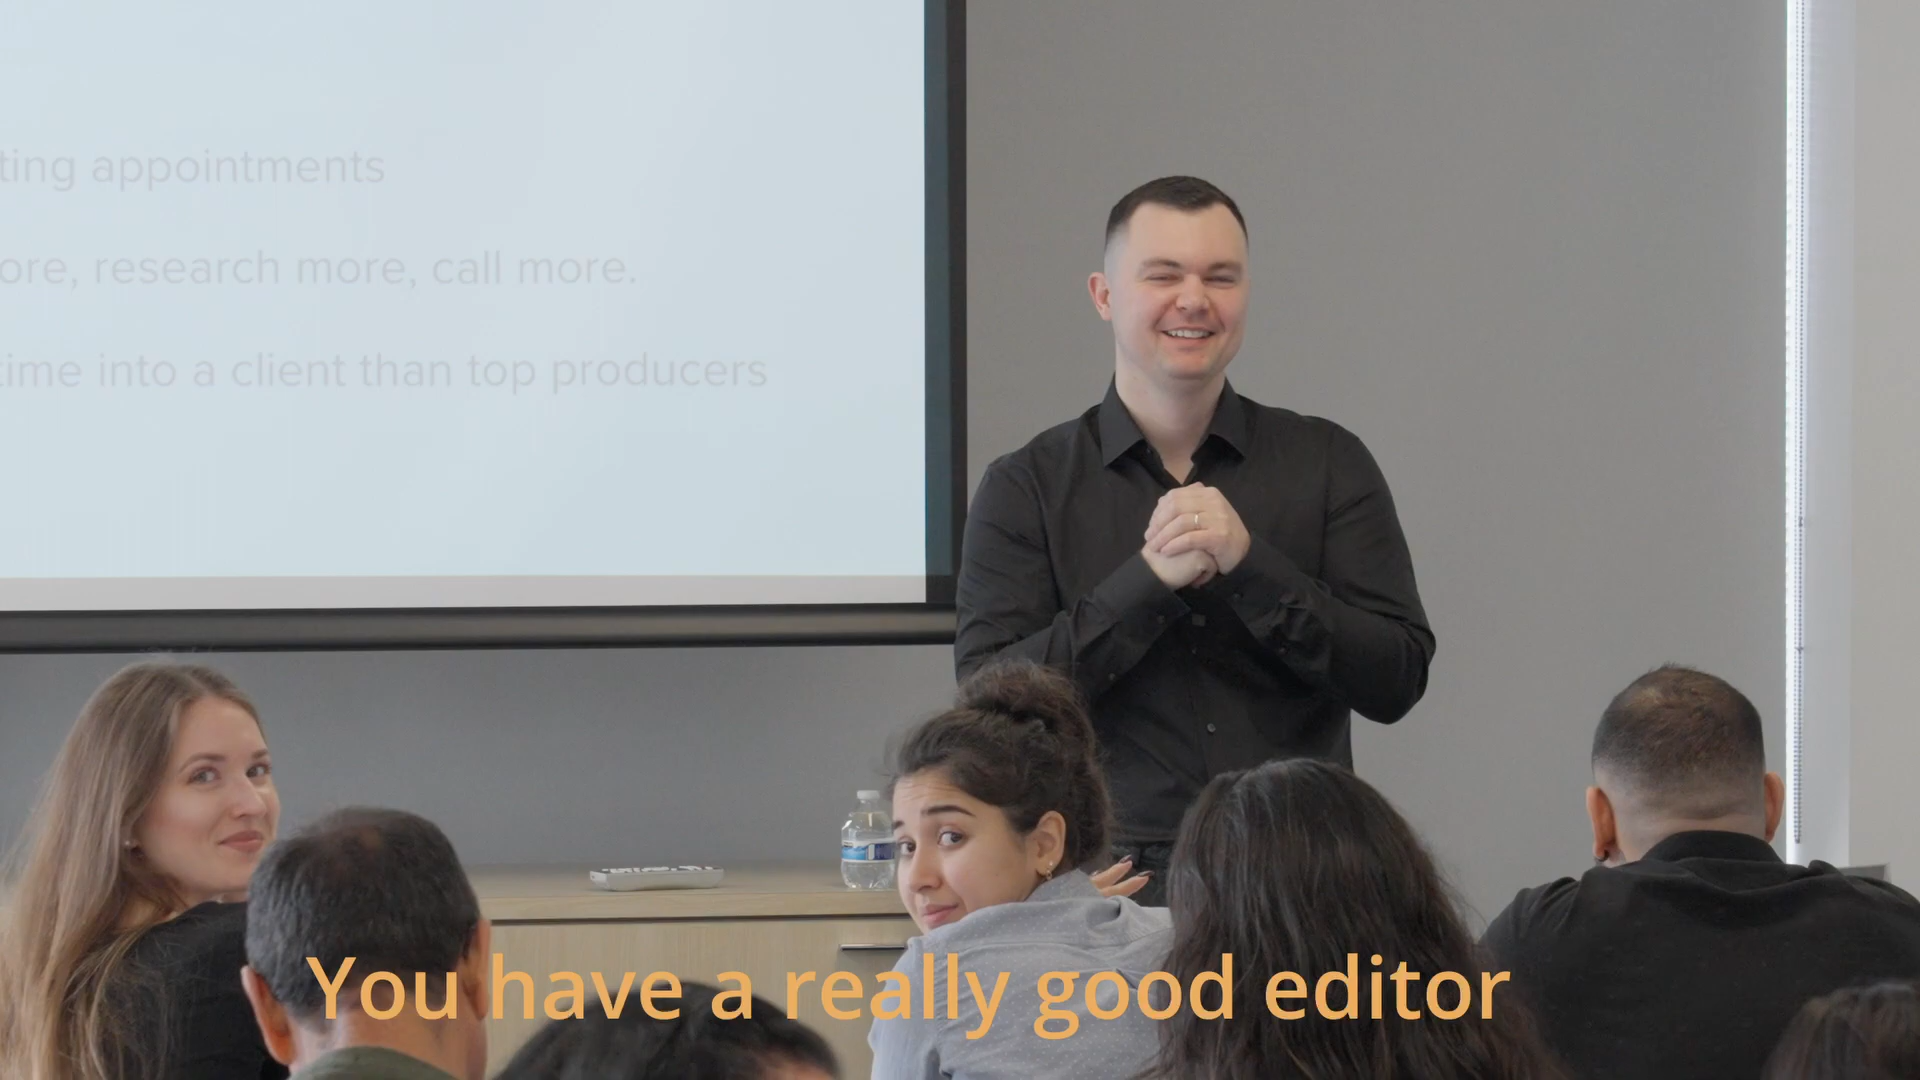 ting appointments
ore, research more, call more.
time into a client than top producers
You have a really good editor